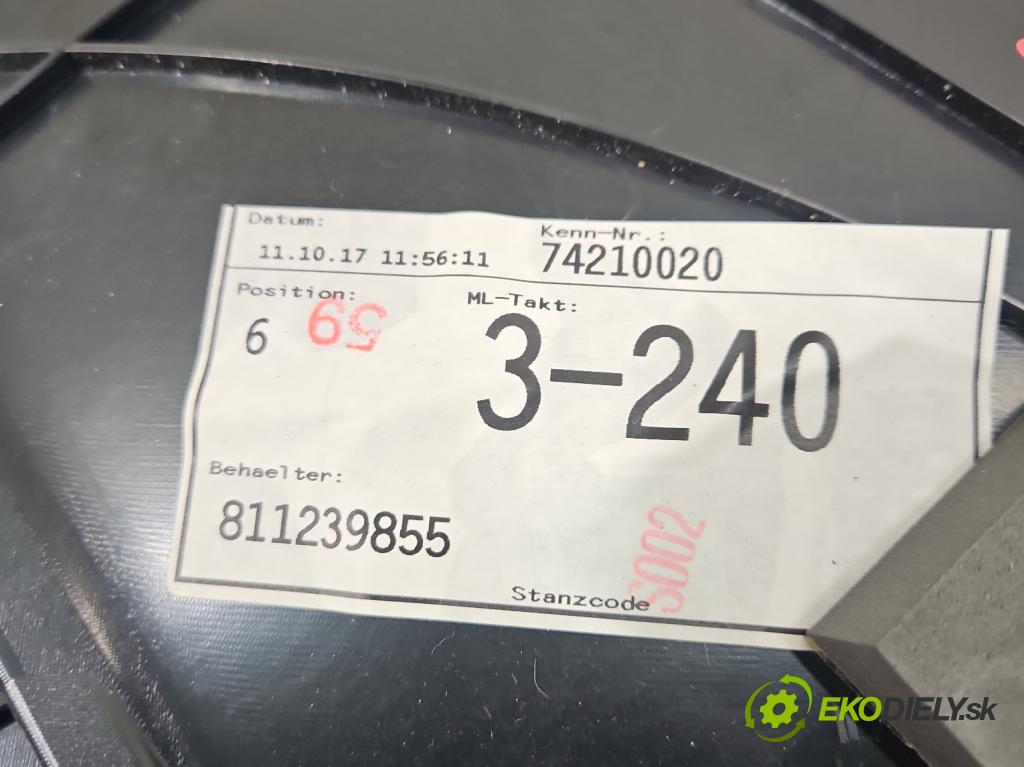 Datum:
11.10.17 11:56:11
Kenn-Nr.:
74210020
Position:
6
59
ML-Takt:
3-240
Behaelter:
811239855
S002
Stanzcode
EKODIELY.sk